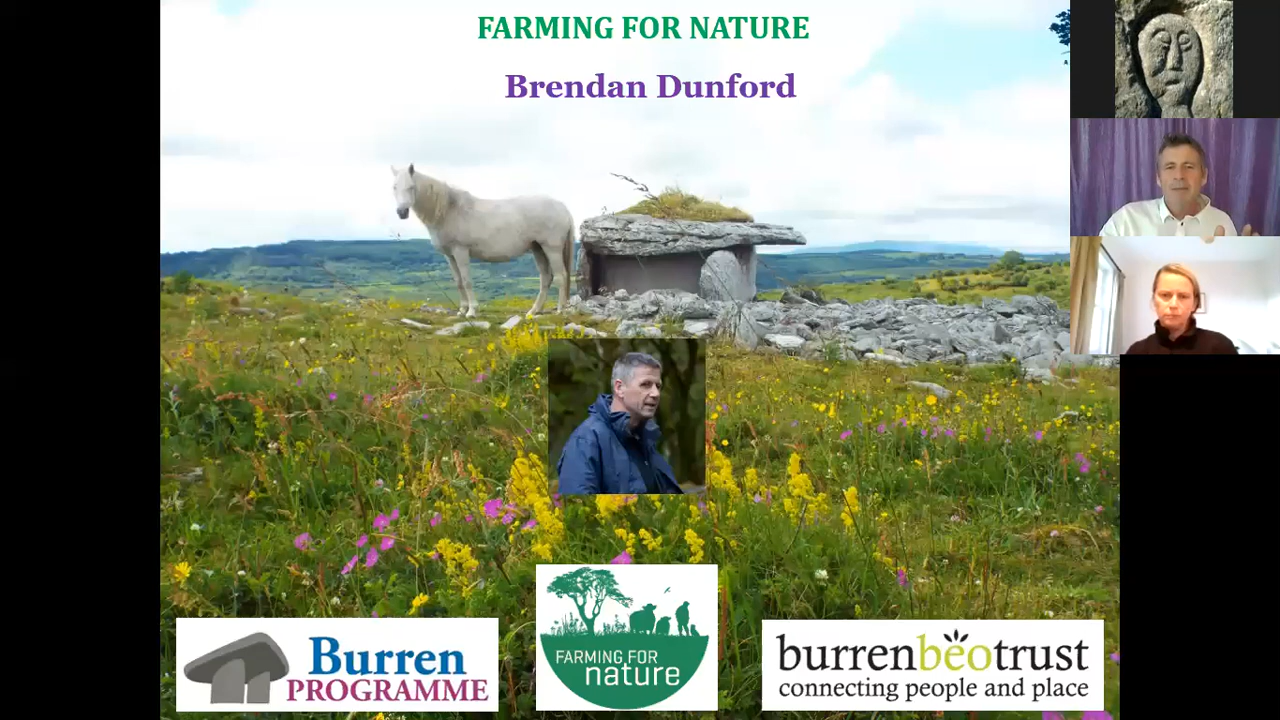 FARMING FOR NATURE
Brendan Dunford
Burren
PROGRAMME
FARMING FOR
nature
burrenbeotrust
connecting people and place